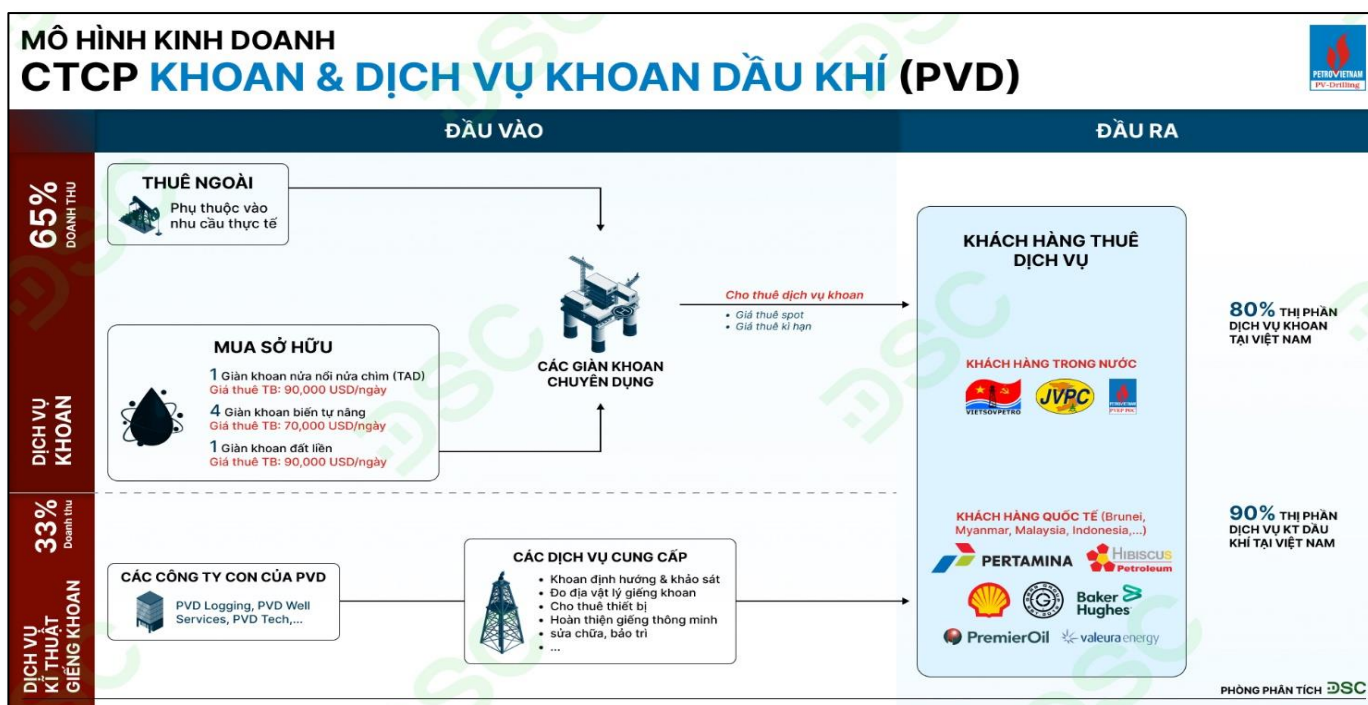 MÔ HÌNH KINH DOANH
CTCP KHOAN & DỊCH VỤ KHOAN DẦU KHÍ (PVD)
PETROVIETNAM
PV-Drilling
ĐẦU VÀO
ĐẦU RA
65%
DOANH THU
DỊCH VỤ
KHOAN
THUÊ NGOÀI
Phụ thuộc vào
nhu cầu thực tế
MUA SỞ HỮU
1 Giàn khoan nửa nổi nửa chìm (TAD)
Giá thuê TB: 90,000 USD/ngày
4 Giàn khoan biến tự nâng
Giá thuê TB: 70,000 USD/ngày
1 Giàn khoan đất liền
Giá thuê TB: 90,000 USD/ngày
CÁC GIÀN KHOAN
CHUYÊN DỤNG
Cho thuê dịch vụ khoan
• Giá thuê spot
• Giá thuê kì hạn
KHÁCH HÀNG THUÊ
DỊCH VỤ
KHÁCH HÀNG TRONG NƯỚC
VIETSOVPETRO
JVPC
PETROVIETNAM
PVEP POC
80% THỊ PHẦN
DỊCH VỤ KHOAN
TẠI VIỆT NAM
33%
Doanh thu
DỊCH VỤ
KĨ THUẬT
GIẾNG KHOAN
CÁC CÔNG TY CON CỦA PVD
PVD Logging, PVD Well
Services, PVD Tech,...
CÁC DỊCH VỤ CUNG CẤP
• Khoan định hướng & khảo sát
• Đo địa vật lý giếng khoan
• Cho thuê thiết bị
• Hoàn thiện giếng thông minh
• sửa chữa, bảo trì
• ...
KHÁCH HÀNG QUỐC TẾ (Brunei,
Myanmar, Malaysia, Indonesia,...)
PERTAMINA
HIBISCUS
Petroleum
Baker
Hughes
PremierOil
valeura energy
90% THỊ PHẦN
DỊCH VỤ KT DẦU
KHÍ TẠI VIỆT NAM
PHÒNG PHÂN TÍCH DSC